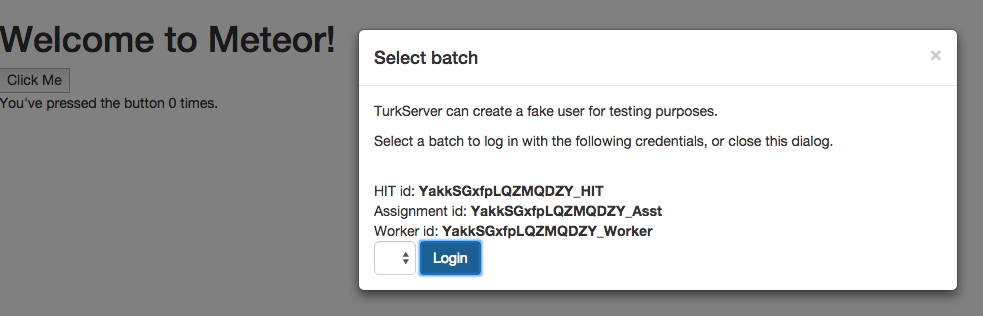 Welcome to Meteor!
Click Me
You've pressed the button 0 times.
Select batch
×
TurkServer can create a fake user for testing purposes.
Select a batch to log in with the following credentials, or close this dialog.
HIT id: YakkSGxfpLQZMQDZY_HIT
Assignment id: YakkSGxfpLQZMQDZY_Asst
Worker id: YakkSGxfpLQZMQDZY_Worker
Login